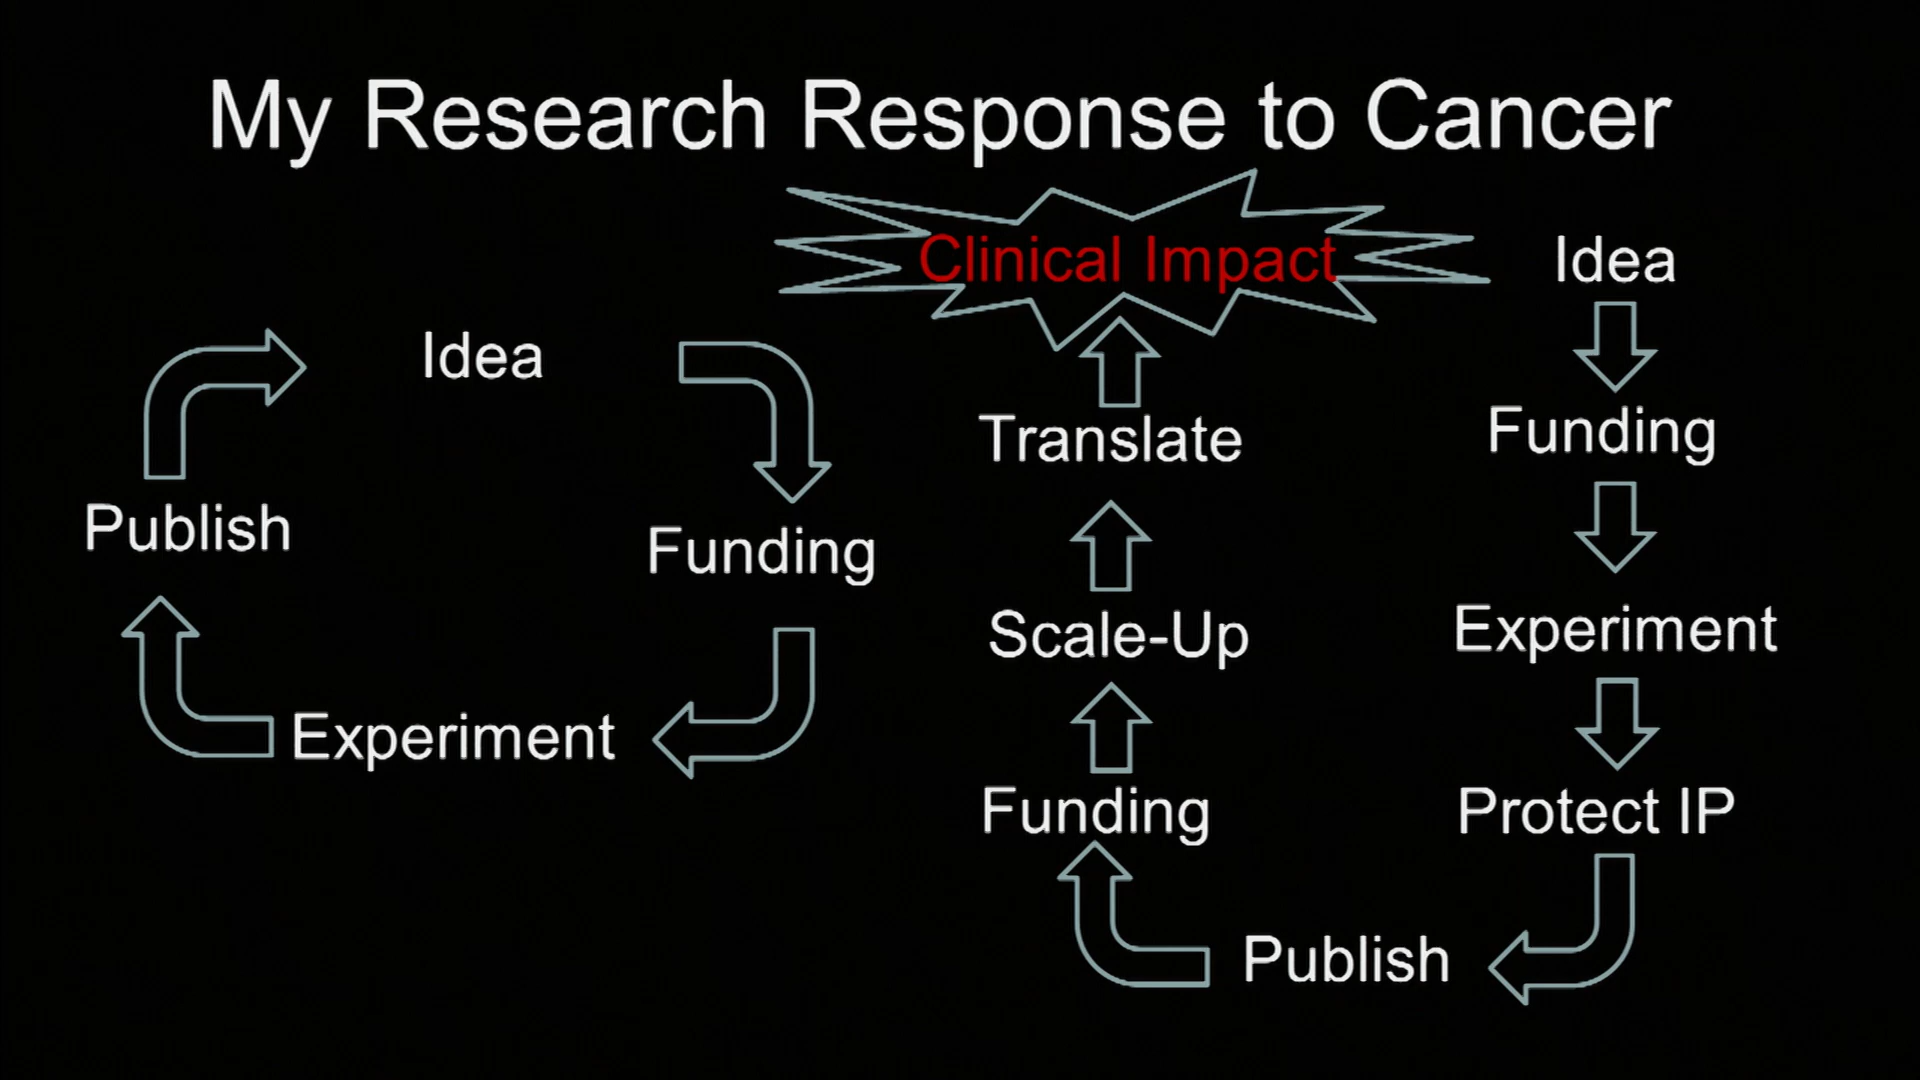 My Research Response to Cancer
Idea
Funding
Experiment
Publish
Idea
Funding
Experiment
Protect IP
Publish
Funding
Scale-Up
Translate
Clinical Impact